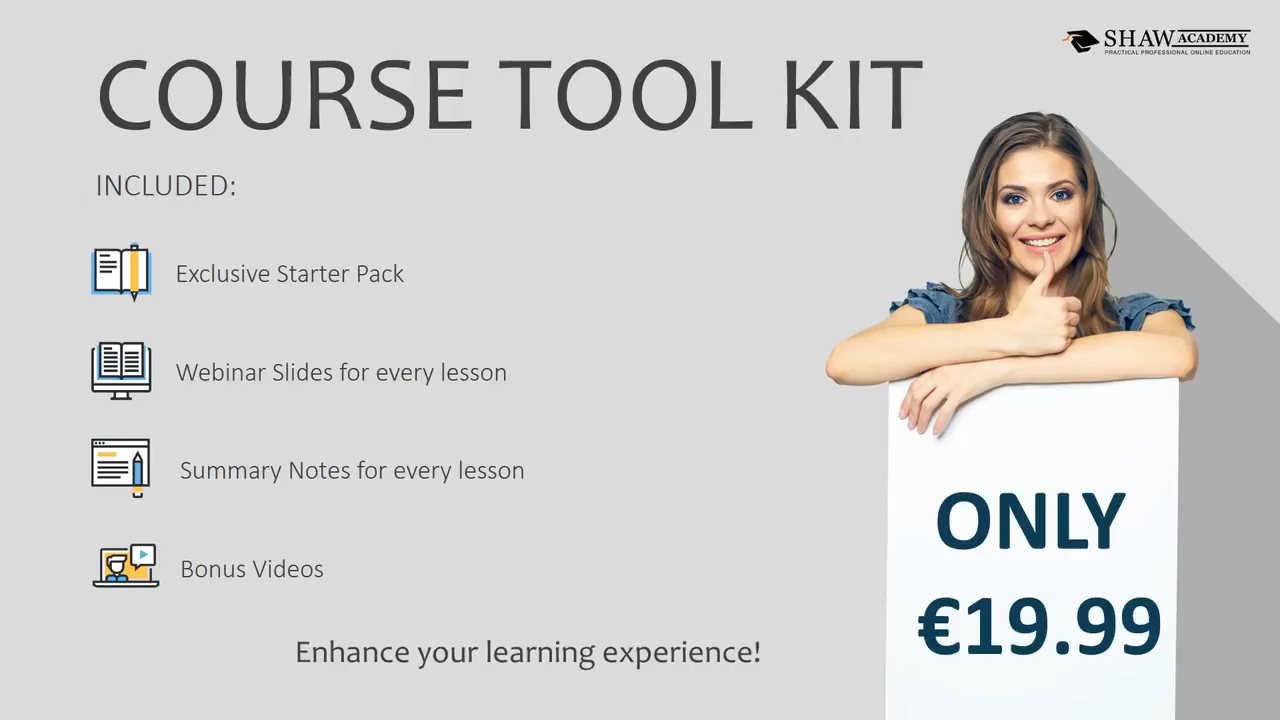 SHAW ACADEMY
PRACTICAL PROFESSIONAL ONLINE EDUCATION
COURSE TOOL KIT
INCLUDED:
Exclusive Starter Pack
Webinar Slides for every lesson
Summary Notes for every lesson
Bonus Videos
Enhance your learning experience!
ONLY
€19.99